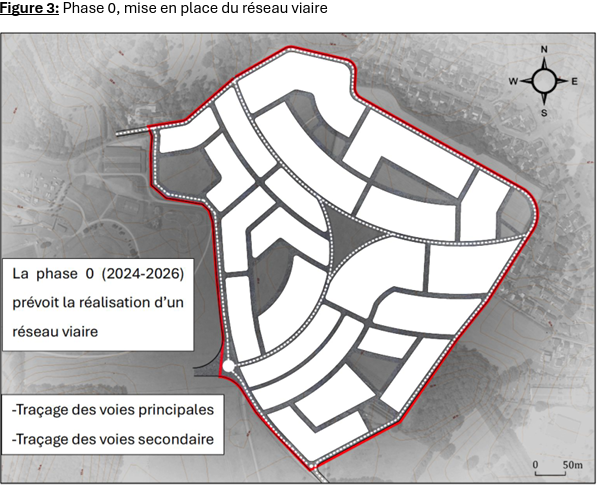 Figure 3: Phase 0, mise en place du réseau viaire
N
W E
S
La phase 0 (2024-2026)
prévoit la réalisation d'un
réseau viaire
-Traçage des voies principales
-Traçage des voies secondaire
0 50m